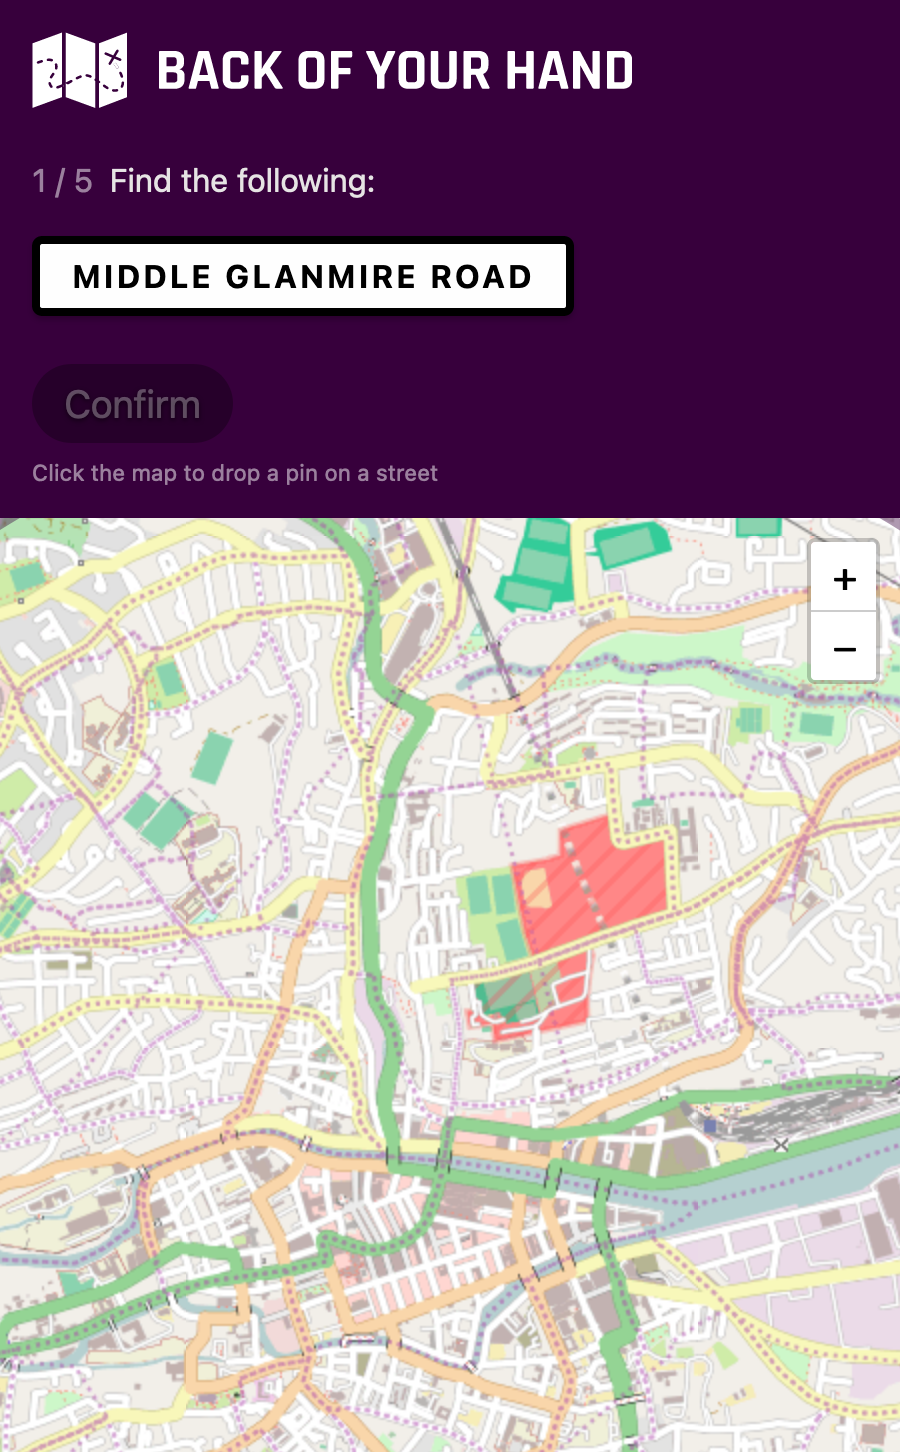 BACK OF YOUR HAND
1 / 5 Find the following:
MIDDLE GLANMIRE ROAD
Confirm
Click the map to drop a pin on a street
+
−